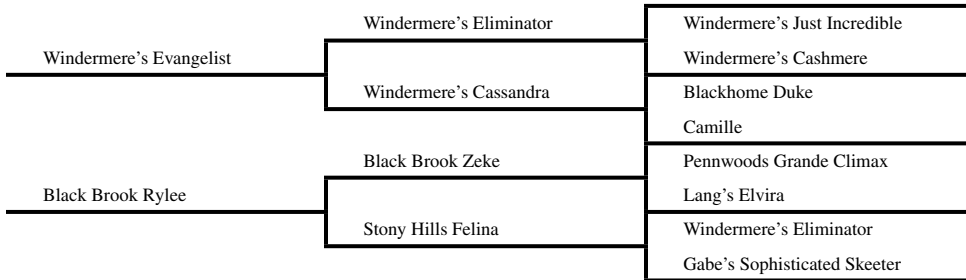 Windermere’s Eliminator
Windermere’s Just Incredible
Windermere’s Evangelist
Windermere’s Cashmere
Windermere’s Cassandra
Blackhome Duke
Camille
Black Brook Zeke
Pennwoods Grande Climax
Black Brook Rylee
Lang’s Elvira
Stony Hills Felina
Windermere’s Eliminator
Gabe’s Sophisticated Skeeter